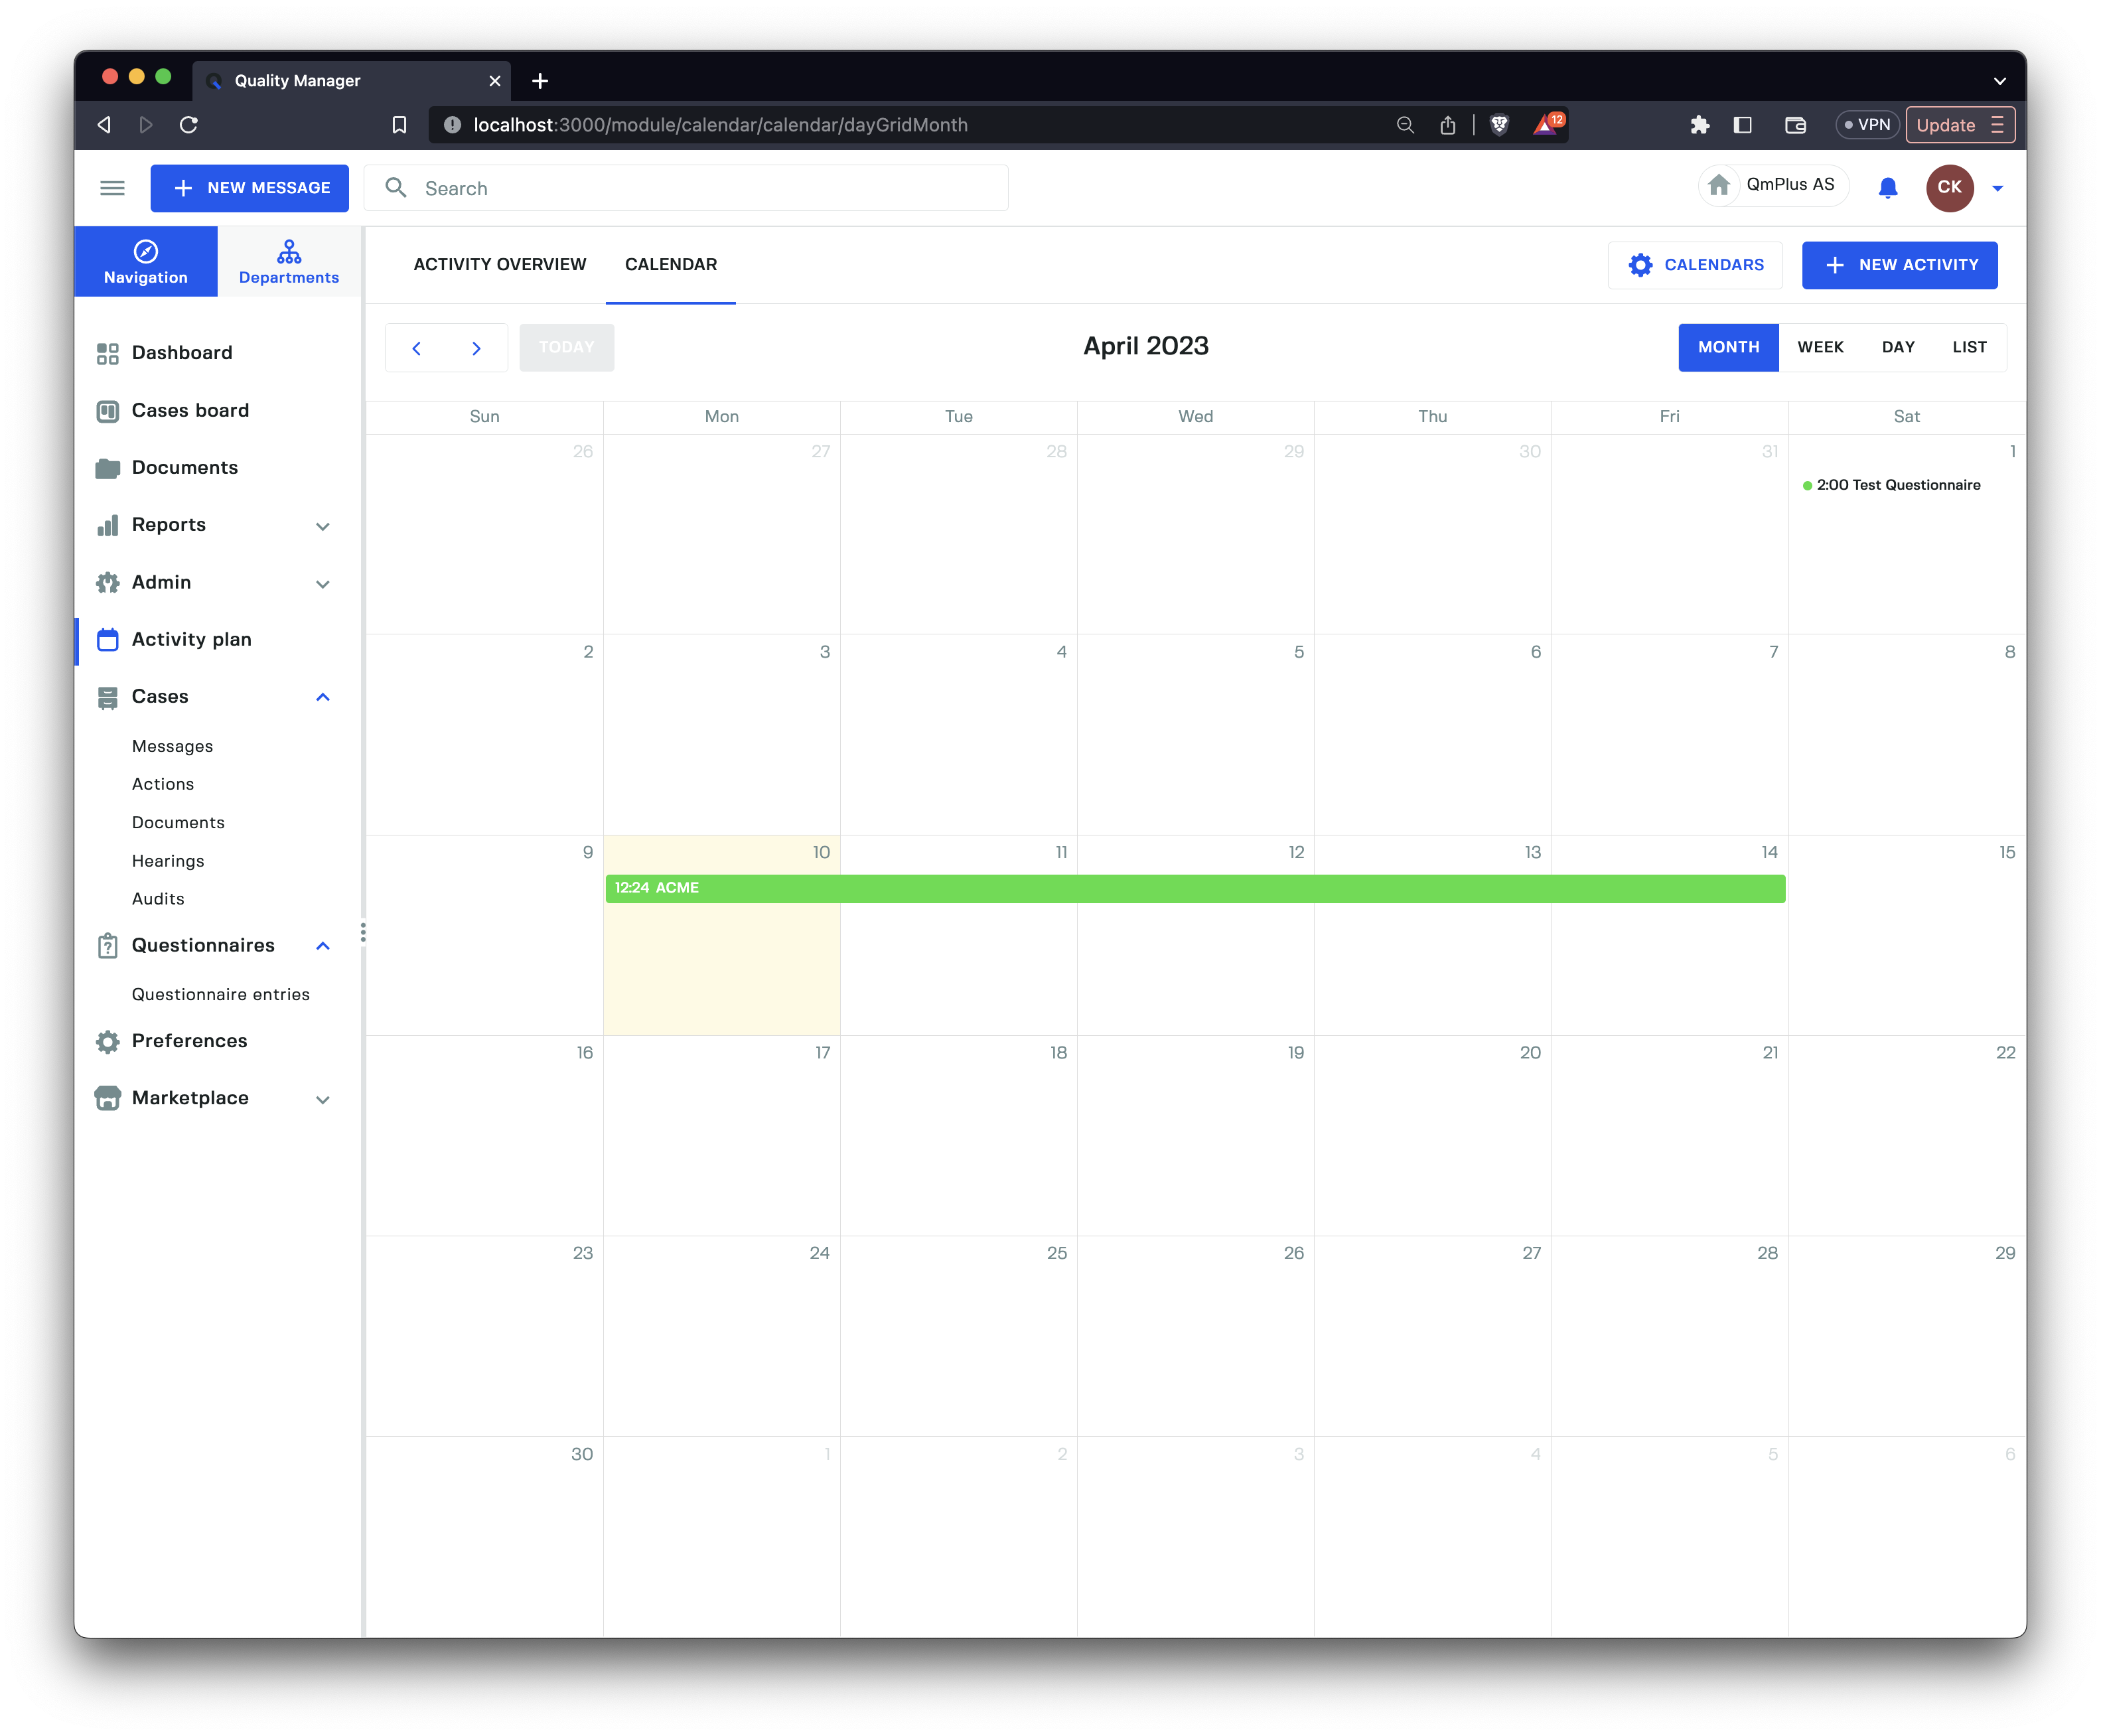 Quality Manager
localhost:3000/module/calendar/calendar/dayGridMonth
12
VPN
Update
NEW MESSAGE
Search
QmPlus AS
CK
Navigation
Departments
ACTIVITY OVERVIEW
CALENDAR
CALENDARS
NEW ACTIVITY
TODAY
April 2023
MONTH
WEEK
DAY
LIST
Dashboard
Cases board
Documents
Reports
Admin
Activity plan
Cases
Messages
Actions
Documents
Hearings
Audits
Questionnaires
Questionnaire entries
Preferences
Marketplace
Sun Mon Tue Wed Thu Fri Sat
26 27 28 29 30 31 1
2:00 Test Questionnaire
2 3 4 5 6 7 8
9 10 11 12 13 14 15
12:24 ACME
16 17 18 19 20 21 22
23 24 25 26 27 28 29
30 1 2 3 4 5 6